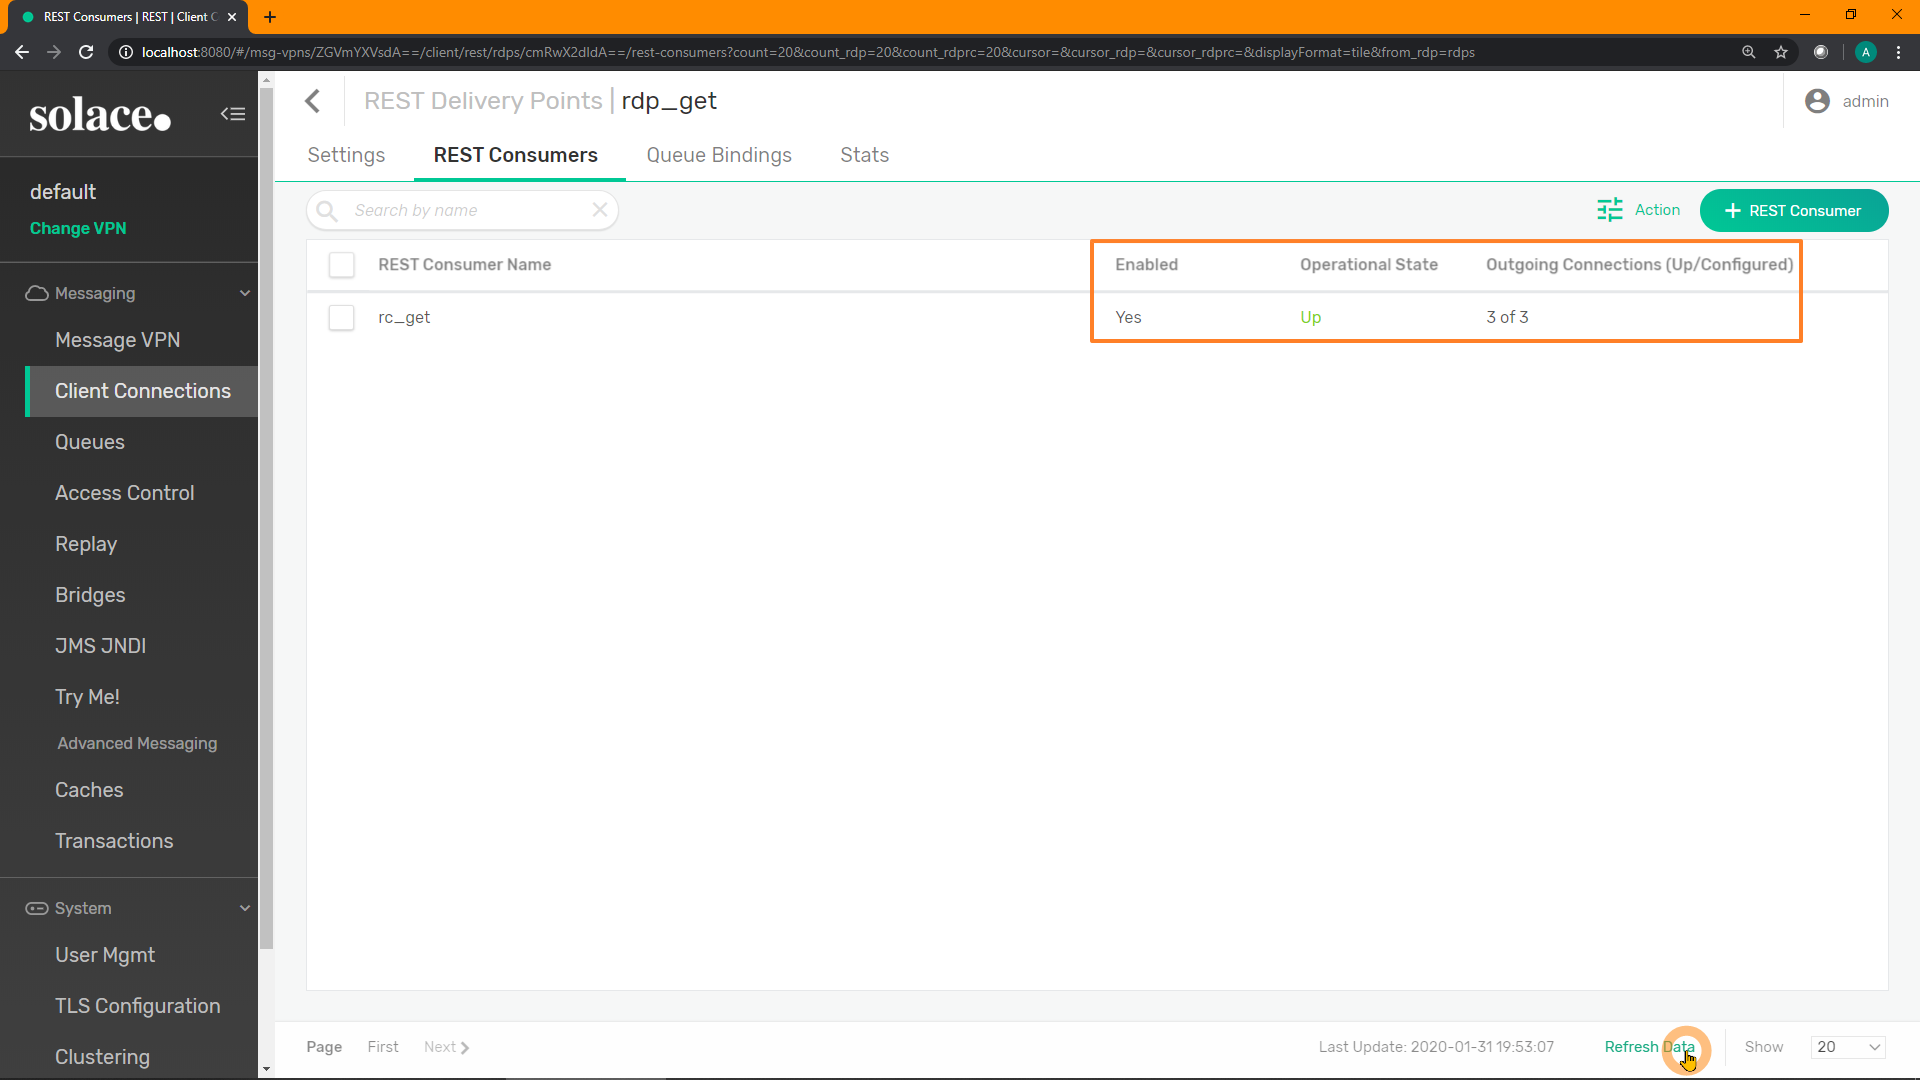 REST Consumers | REST | Client C
localhost:8080/#/msg-vpns/ZGVmYXVsdA==/client/rest/rdps/cmRwX2dldA==/rest-consumers?count=20&count_rdp=20&count_rdprc=20&cursor=&cursor_rdp=&cursor_rdprc=&displayFormat=tile&from_rdp=rdps
A
solace.
REST Delivery Points | rdp_get
admin
Settings REST Consumers Queue Bindings Stats
default
Change VPN
Search by name
Action
REST Consumer
REST Consumer Name Enabled Operational State Outgoing Connections (Up/Configured)
rc_get Yes Up 3 of 3
Messaging
Message VPN
Client Connections
Queues
Access Control
Replay
Bridges
JMS JNDI
Try Me!
Advanced Messaging
Caches
Transactions
System
User Mgmt
TLS Configuration
Clustering
Page First Next
Last Update: 2020-01-31 19:53:07 Refresh Data Show 20